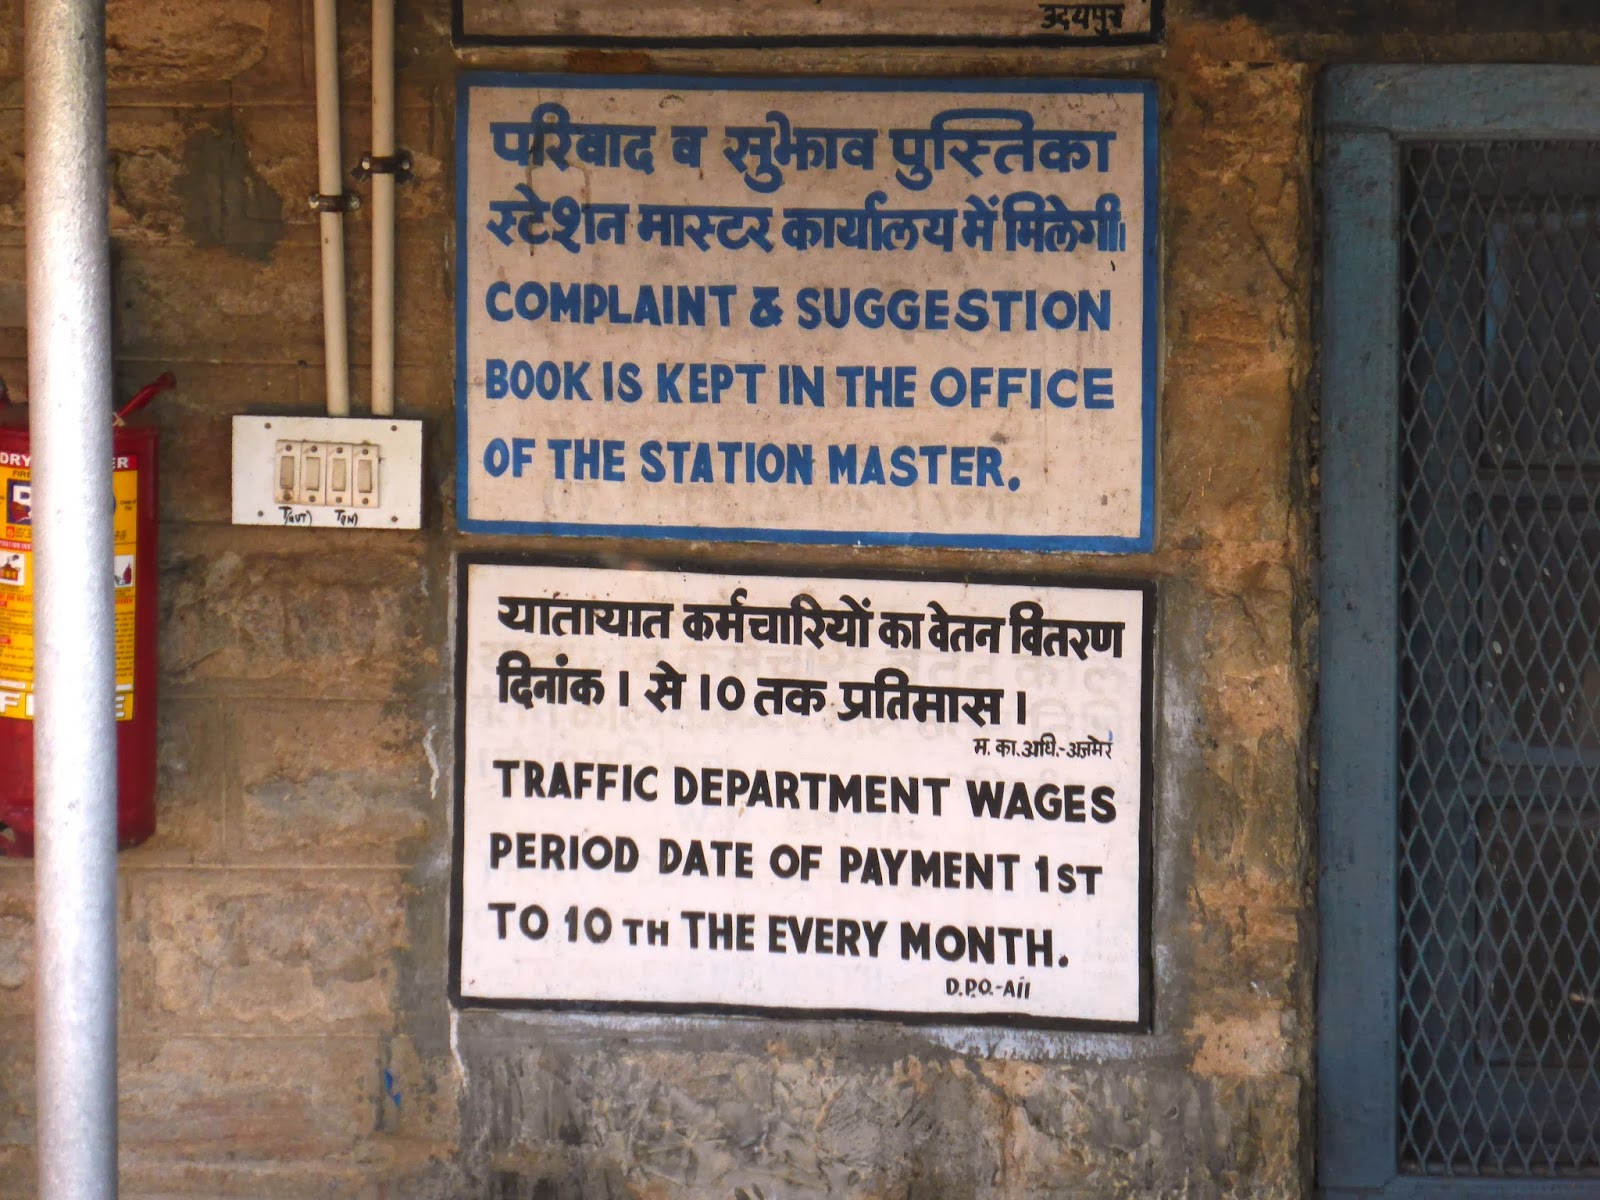 उदयपुर
परिवाद व सुझाव पुस्तिका
स्टेशन मास्टर कार्यालय में मिलेगी।
COMPLAINT & SUGGESTION
BOOK IS KEPT IN THE OFFICE
OF THE STATION MASTER.
यातायात कर्मचारियों का वेतन वितरण
दिनांक 1 से 10 तक प्रतिमास ।
म. का. अधि.-अजमेर
TRAFFIC DEPARTMENT WAGES
PERIOD DATE OF PAYMENT 1ST
TO 10 TH THE EVERY MONTH.
D.P.O.-Aii
DRY